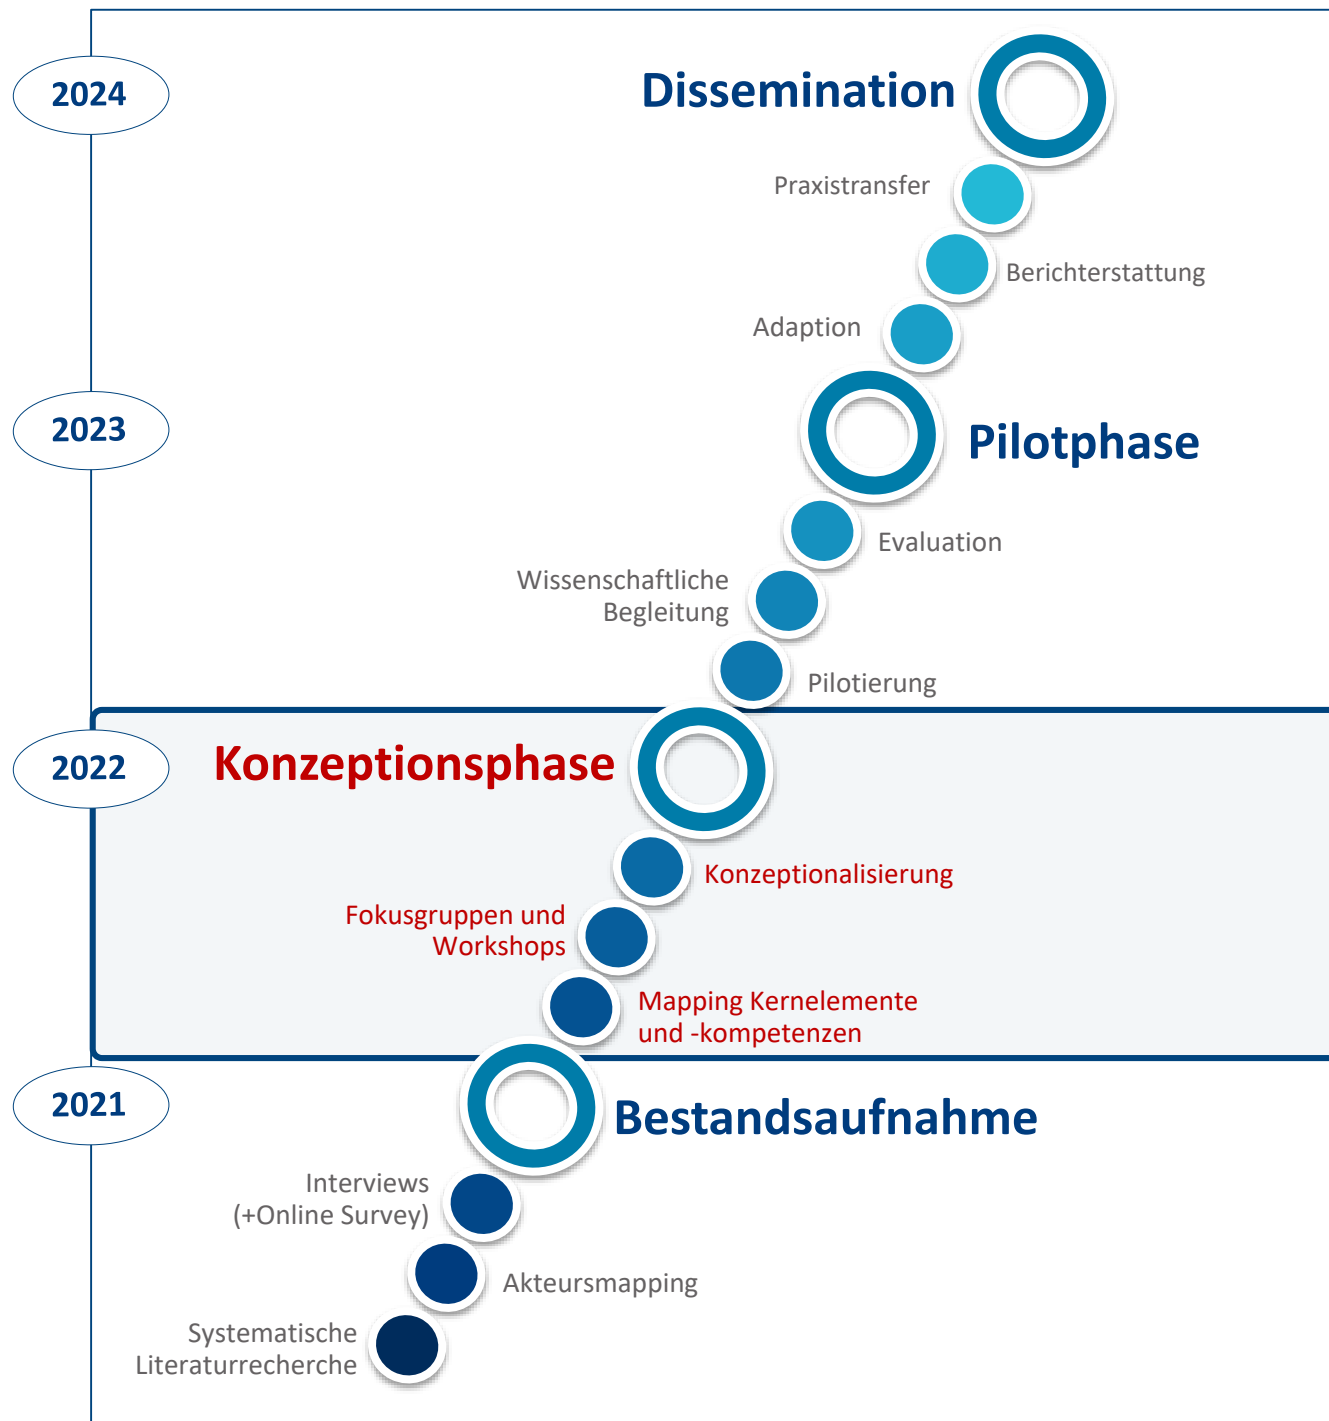 2024
Dissemination
Praxistransfer
Berichterstattung
Adaption
2023
Pilotphase
Evaluation
Wissenschaftliche
Begleitung
Pilotierung
2022
Konzeptionsphase
Konzeptionalisierung
Fokusgruppen und
Workshops
Mapping Kernelemente
und -kompetenzen
2021
Bestandsaufnahme
Interviews
(+Online Survey)
Akteursmapping
Systematische
Literaturrecherche